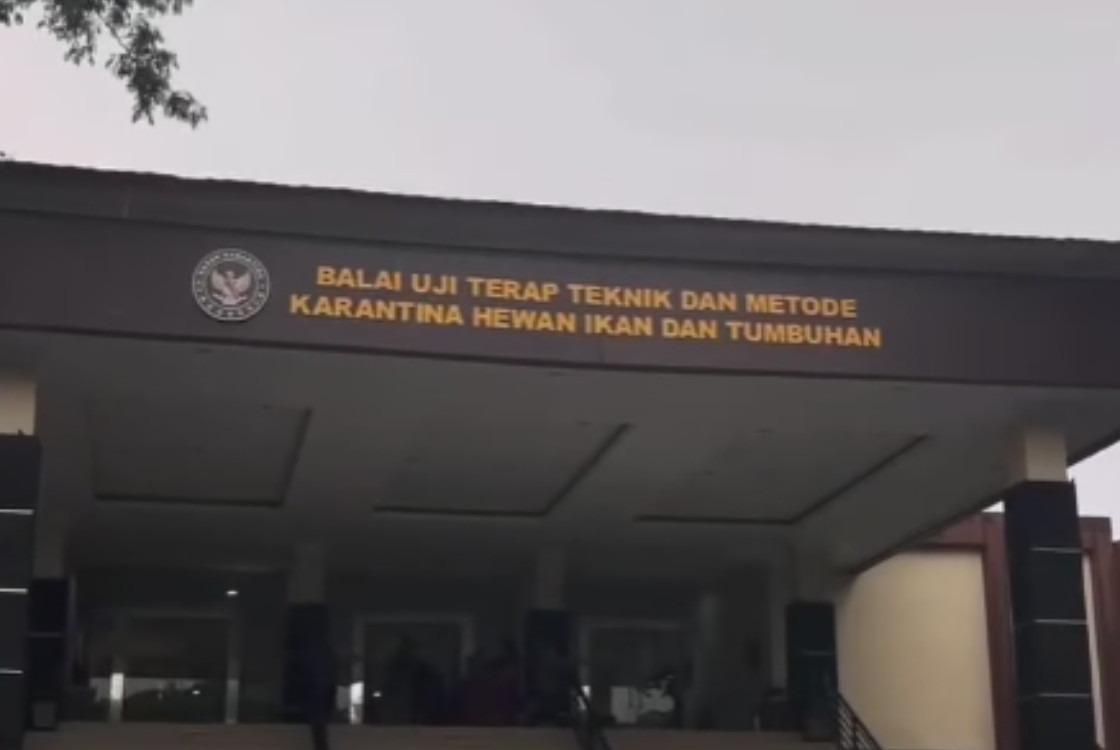 BALAI UJI TERAP TEKNIK DAN METODE
KARANTINA HEWAN IKAN DAN TUMBUHAN